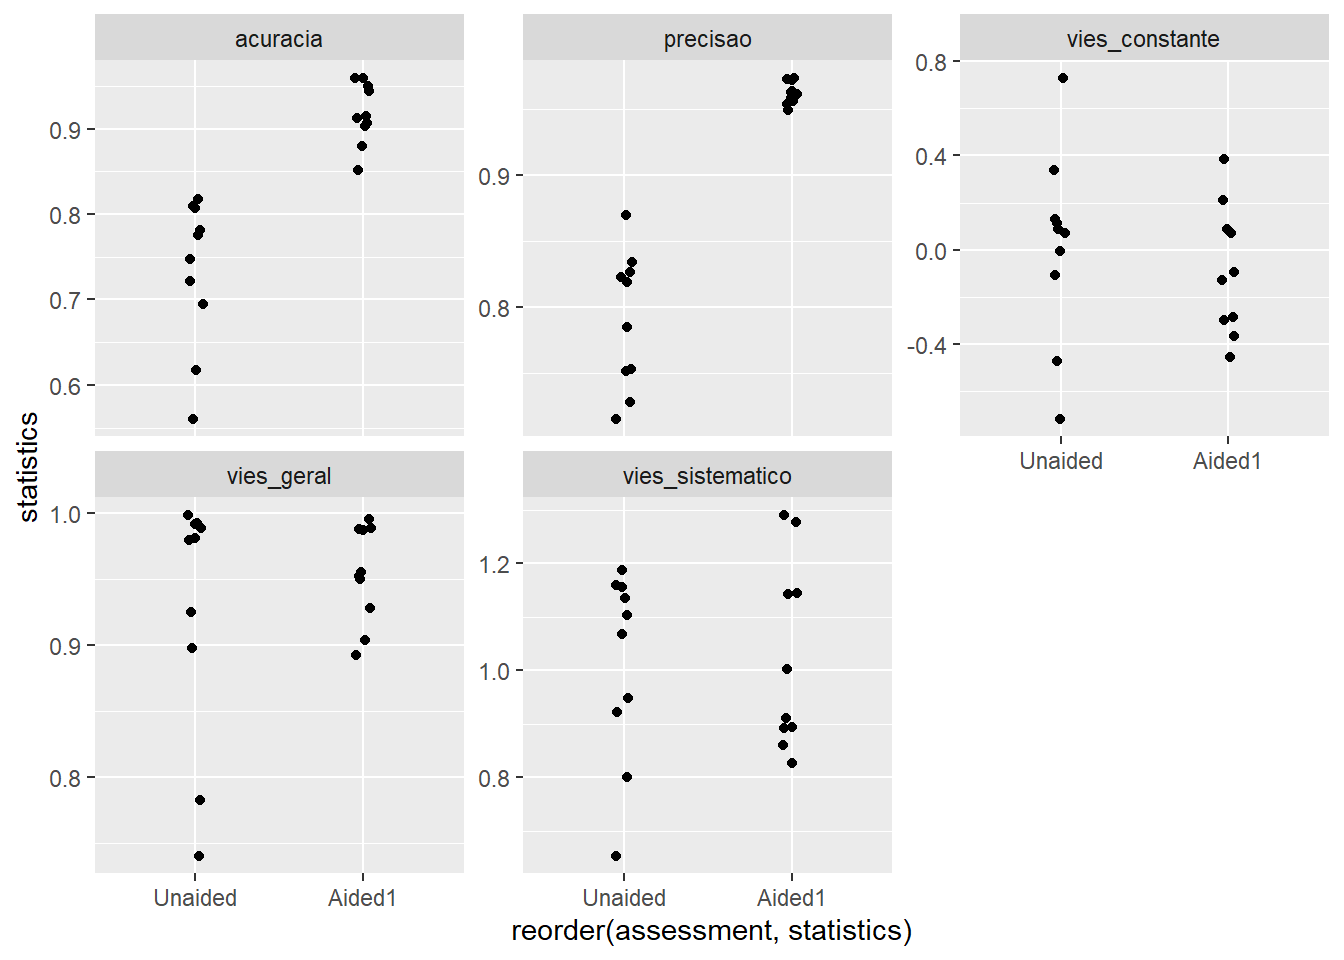 acuracia
precisao
vies_constante
0.9
0.8
0.7
0.6
0.9
0.8
0.8
0.4
0.0
-0.4
Unaided Aided1
vies_geral
vies_sistematico
statistics
1.0
0.9
0.8
1.2
1.0
0.8
Unaided Aided1
Unaided Aided1
reorder(assessment, statistics)